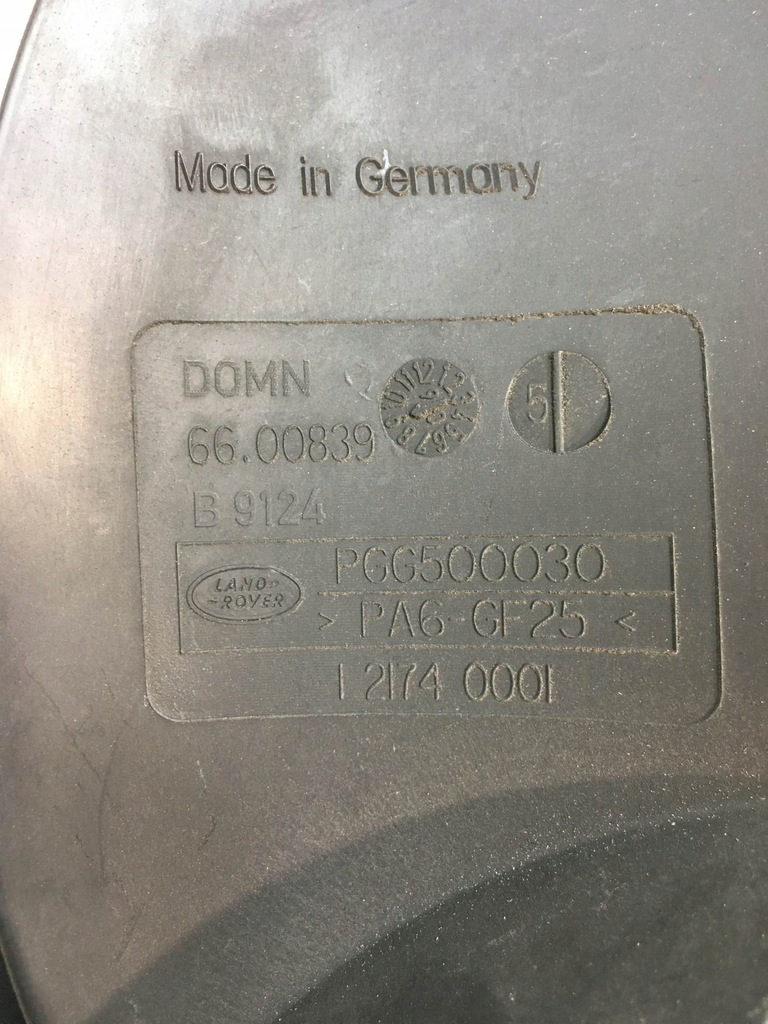 Made in Germany
DOMN
66.00839
B 9124
5
LAND-
-ROVER
PGG500030
> PA6-GF25 <
1 2174 0001